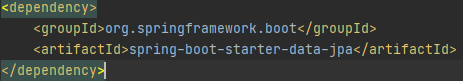 <dependency>
    <groupId>org.springframework.boot</groupId>
    <artifactId>spring-boot-starter-data-jpa</artifactId>
</dependency>